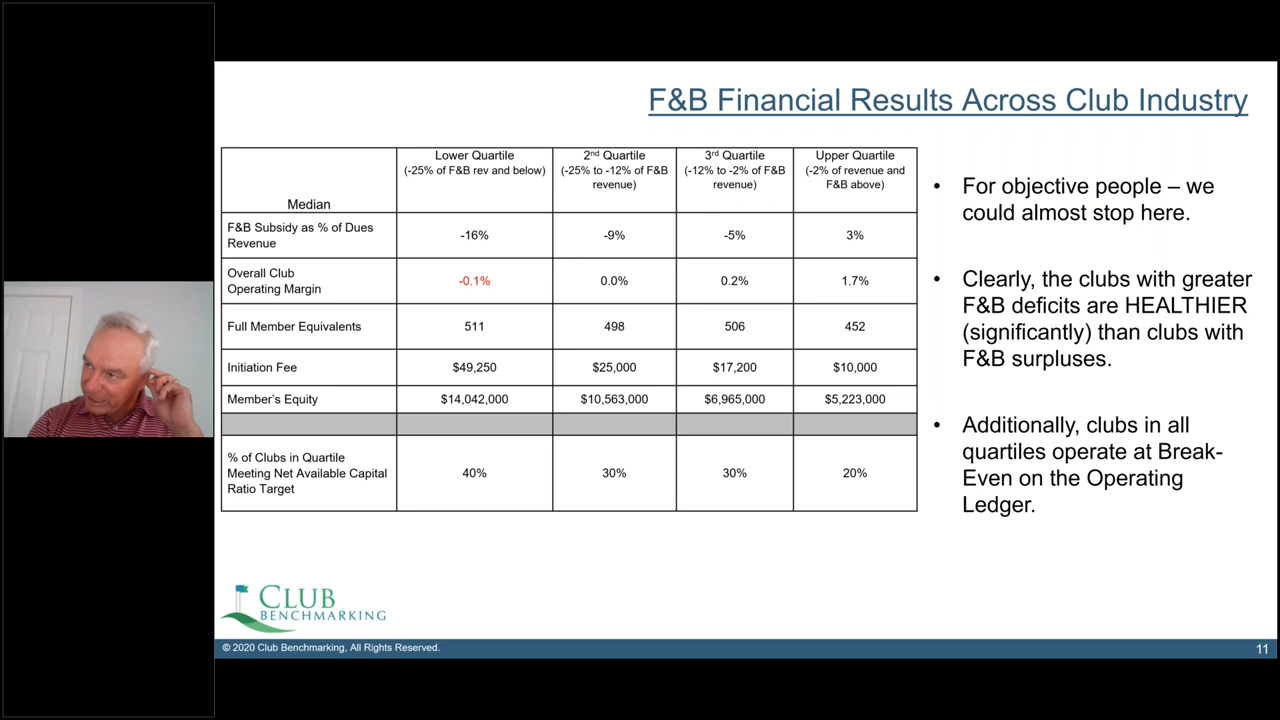 F&B Financial Results Across Club Industry
Median
Lower Quartile
(-25% of F&B rev and below)
2nd Quartile
(-25% to -12% of F&B
revenue)
3rd Quartile
(-12% to -2% of F&B
revenue)
Upper Quartile
(-2% of revenue and
F&B above)
F&B Subsidy as % of Dues
Revenue
-16%
-9%
-5%
3%
Overall Club
Operating Margin
-0.1%
0.0%
0.2%
1.7%
Full Member Equivalents
511
498
506
452
Initiation Fee
$49,250
$25,000
$17,200
$10,000
Member's Equity
$14,042,000
$10,563,000
$6,965,000
$5,223,000
% of Clubs in Quartile
Meeting Net Available Capital
Ratio Target
40%
30%
30%
20%
• For objective people – we
could almost stop here.
• Clearly, the clubs with greater
F&B deficits are HEALTHIER
(significantly) than clubs with
F&B surpluses.
• Additionally, clubs in all
quartiles operate at Break-
Even on the Operating
Ledger.
CLUB
BENCHMARKING
© 2020 Club Benchmarking, All Rights Reserved.
11